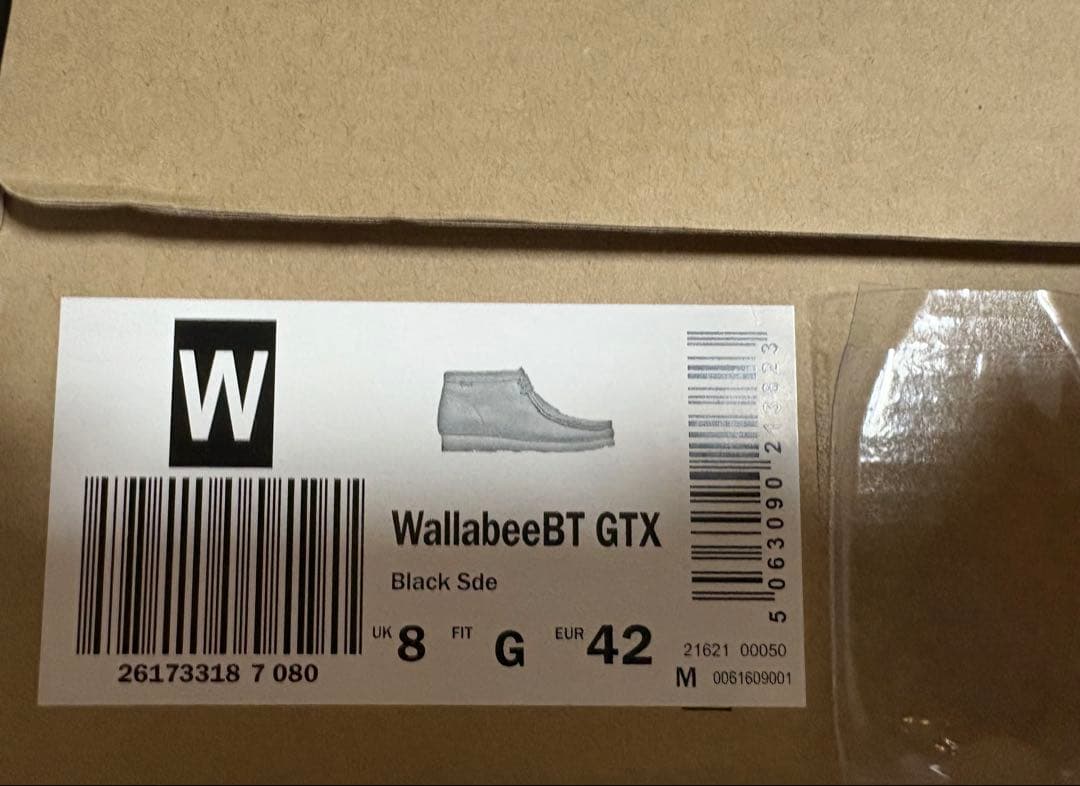 W
26173318 7 080
WallabeeBT GTX
Black Sde
UK 8 FIT G EUR 42
5 063090 213823
21621 00050
M 0061609001